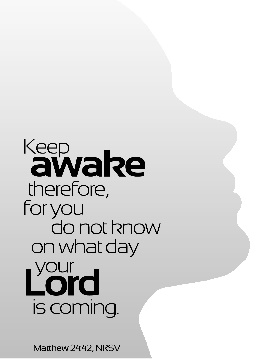 Keep
awake
therefore,
for you
do not know
on what day
your
Lord
is coming.
Matthew 24:42, NRSV